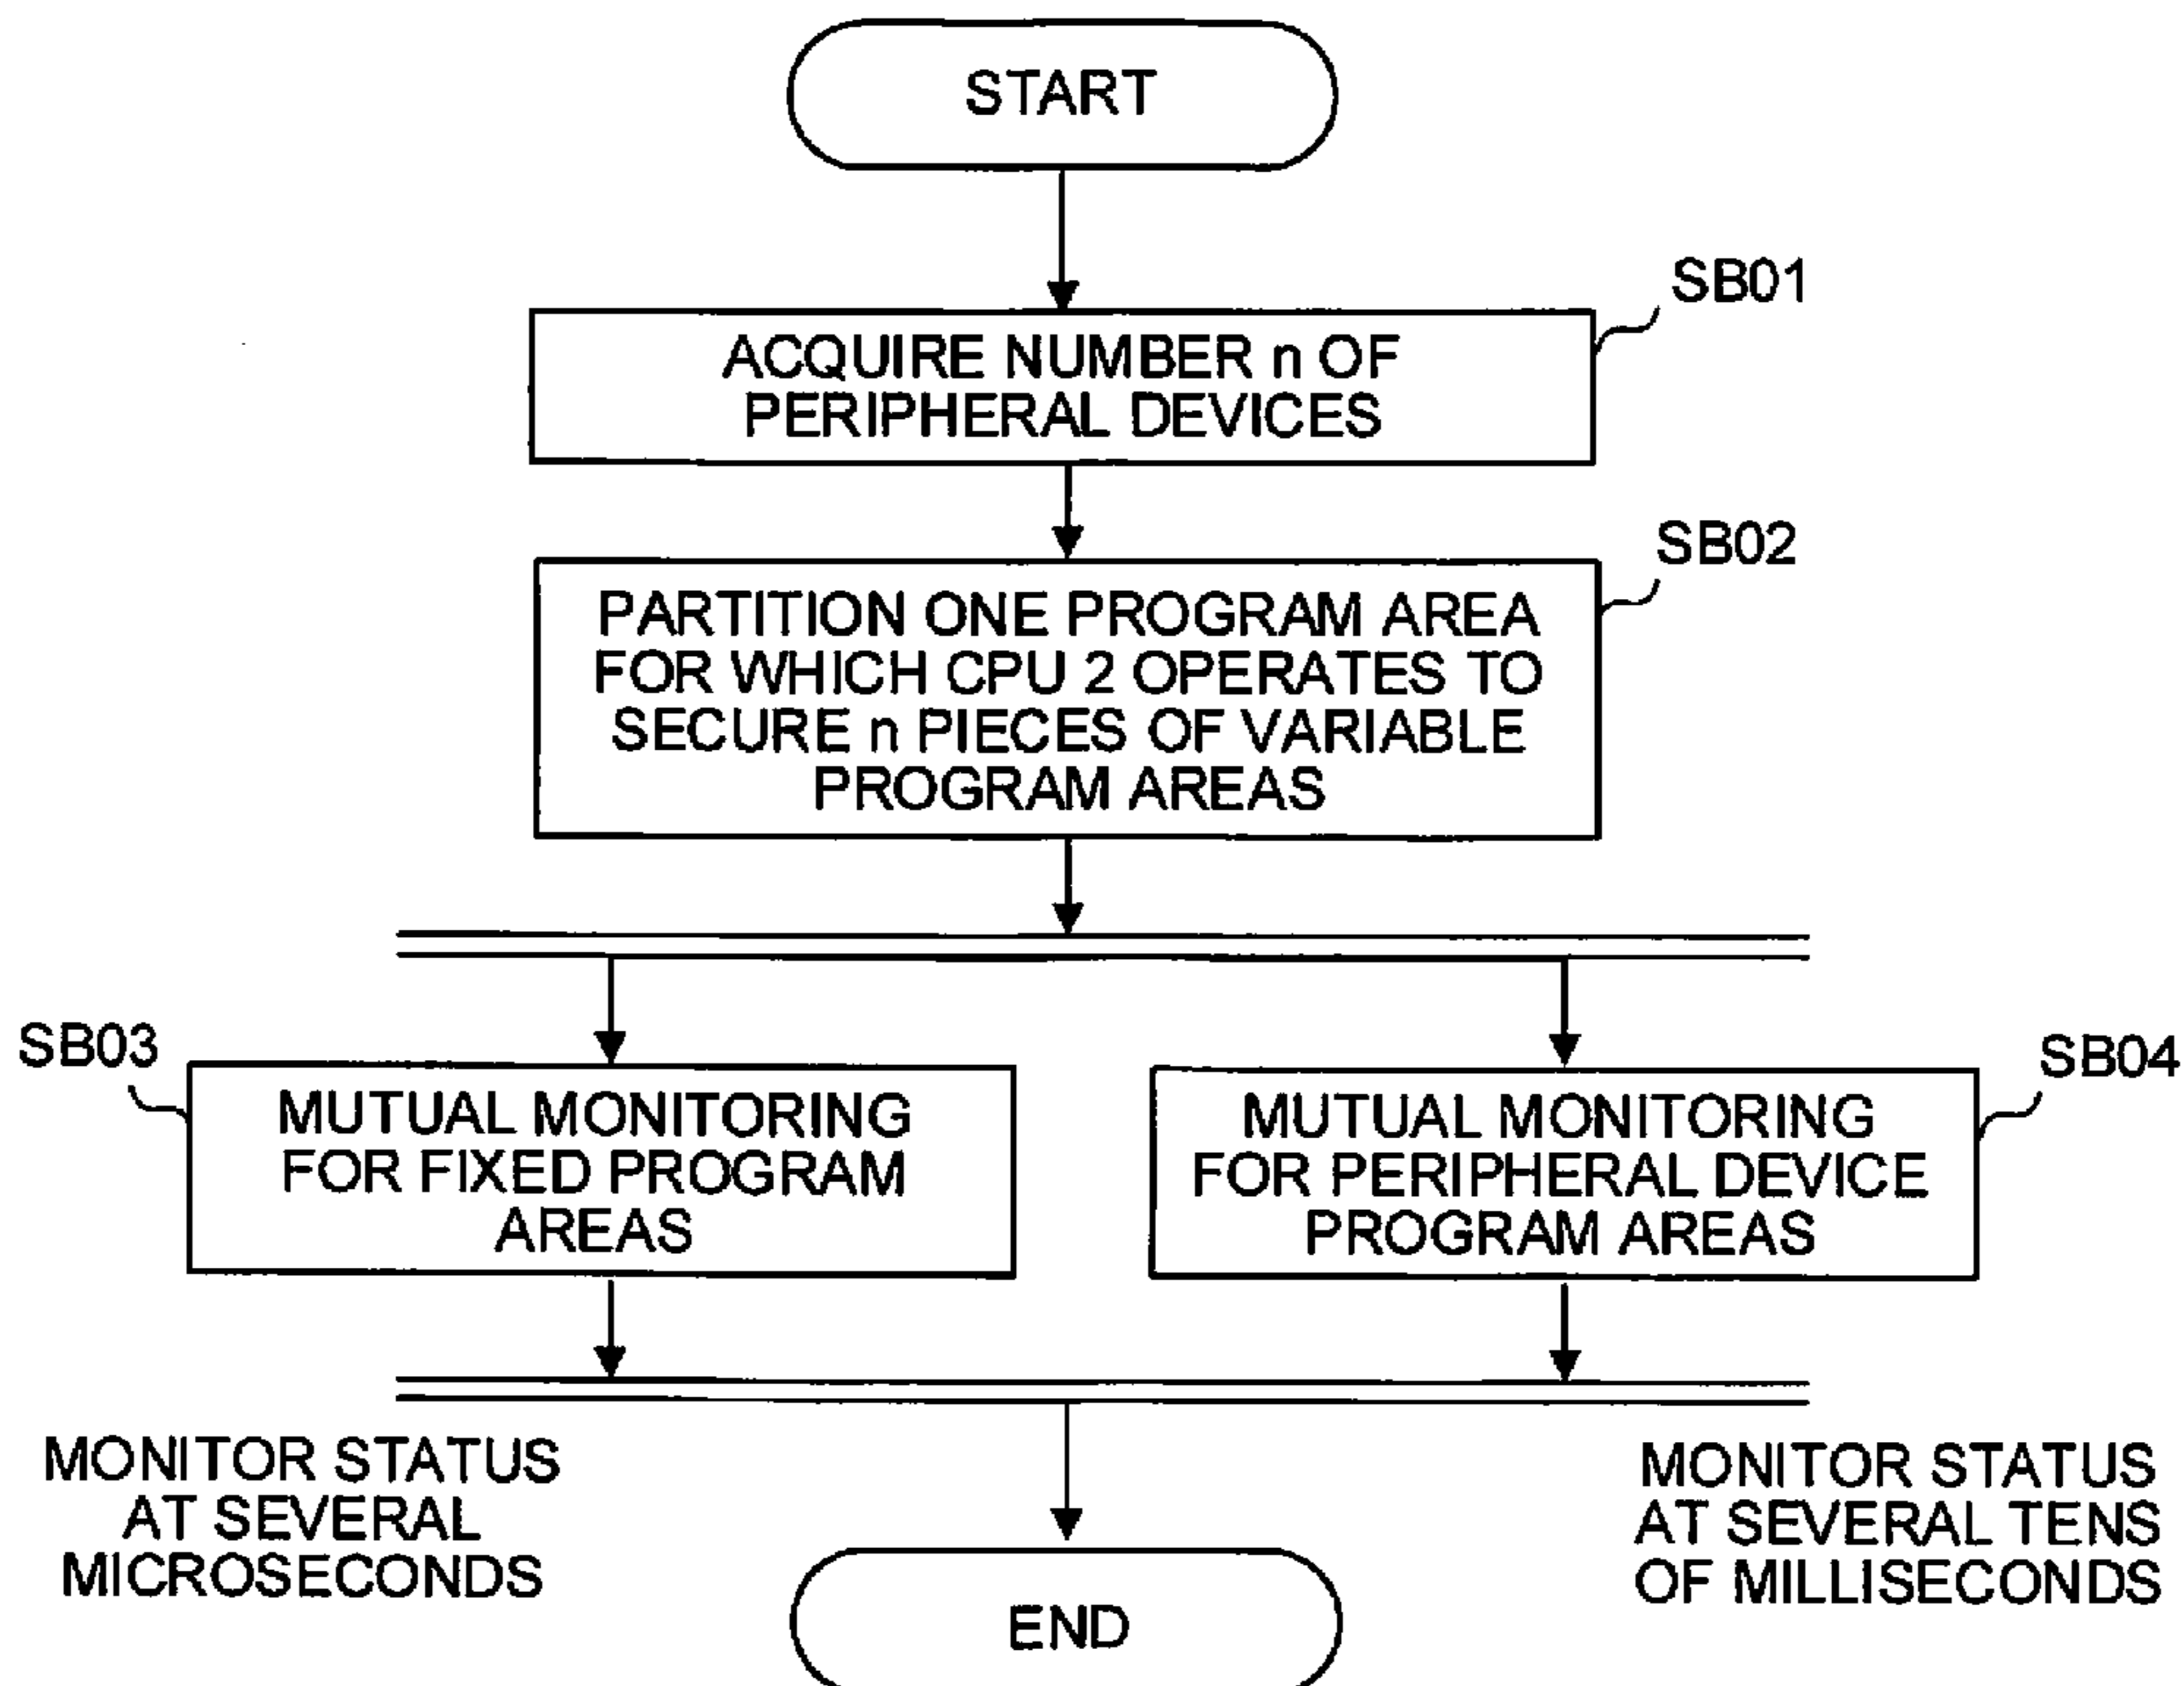 START
SB01
ACQUIRE NUMBER n OF
PERIPHERAL DEVICES
SB02
PARTITION ONE PROGRAM AREA
FOR WHICH CPU 2 OPERATES TO
SECURE n PIECES OF VARIABLE
PROGRAM AREAS
SB03
MUTUAL MONITORING
FOR FIXED PROGRAM
AREAS
SB04
MUTUAL MONITORING
FOR PERIPHERAL DEVICE
PROGRAM AREAS
MONITOR STATUS
AT SEVERAL
MICROSECONDS
MONITOR STATUS
AT SEVERAL TENS
OF MILLISECONDS
END